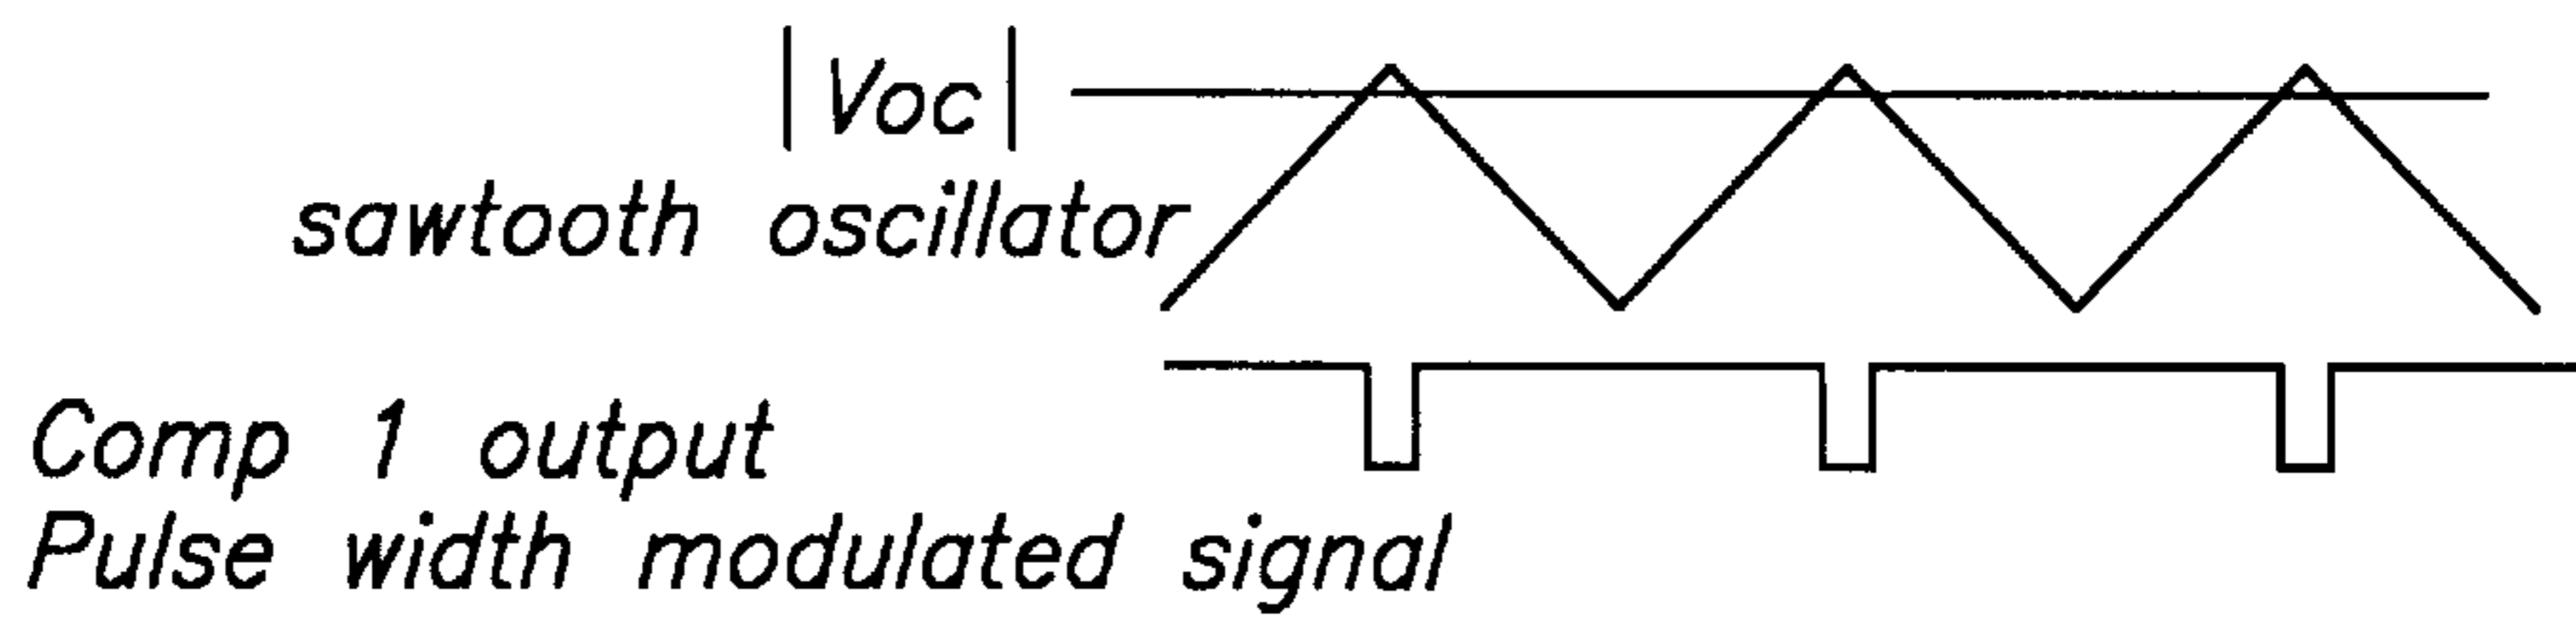 |Voc|
sawtooth oscillator
Comp 1 output
Pulse width modulated signal